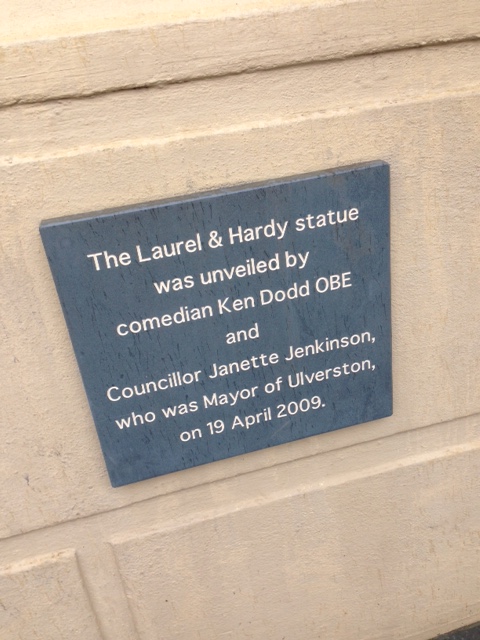 The Laurel & Hardy statue
was unveiled by
comedian Ken Dodd OBE
and
Councillor Janette Jenkinson,
who was Mayor of Ulverston,
on 19 April 2009.